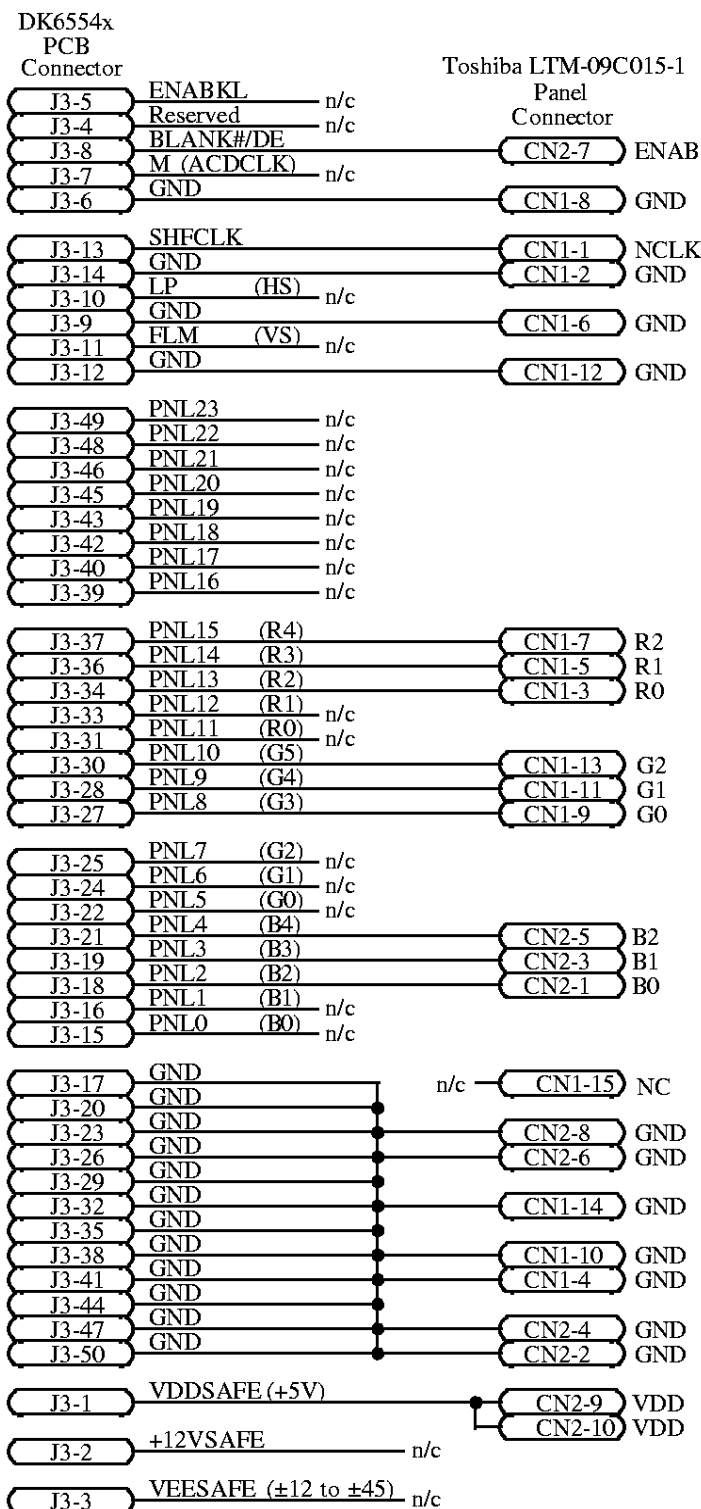 DK6554x
PCB
Connector
Toshiba LTM-09C015-1
Panel
Connector
J3-5 ENABKL n/c
J3-4 Reserved n/c
J3-8 BLANK#/DE CN2-7 ENAB
J3-7 M (ACDCLK) n/c
J3-6 GND CN1-8 GND
J3-13 SHFCLK CN1-1 NCLK
J3-14 GND CN1-2 GND
J3-10 LP (HS) n/c
J3-9 GND CN1-6 GND
J3-11 FLM (VS) n/c
J3-12 GND CN1-12 GND
J3-49 PNL23 n/c
J3-48 PNL22 n/c
J3-46 PNL21 n/c
J3-45 PNL20 n/c
J3-43 PNL19 n/c
J3-42 PNL18 n/c
J3-40 PNL17 n/c
J3-39 PNL16 n/c
J3-37 PNL15 (R4) CN1-7 R2
J3-36 PNL14 (R3) CN1-5 R1
J3-34 PNL13 (R2) CN1-3 R0
J3-33 PNL12 (R1) n/c
J3-31 PNL11 (R0) n/c
J3-30 PNL10 (G5) CN1-13 G2
J3-28 PNL9 (G4) CN1-11 G1
J3-27 PNL8 (G3) CN1-9 G0
J3-25 PNL7 (G2) n/c
J3-24 PNL6 (G1) n/c
J3-22 PNL5 (G0) n/c
J3-21 PNL4 (B4) CN2-5 B2
J3-19 PNL3 (B3) CN2-3 B1
J3-18 PNL2 (B2) CN2-1 B0
J3-16 PNL1 (B1) n/c
J3-15 PNL0 (B0) n/c
J3-17 GND n/c CN1-15 NC
J3-20 GND
J3-23 GND CN2-8 GND
J3-26 GND CN2-6 GND
J3-29 GND
J3-32 GND CN1-14 GND
J3-35 GND
J3-38 GND CN1-10 GND
J3-41 GND CN1-4 GND
J3-44 GND
J3-47 GND CN2-4 GND
J3-50 GND CN2-2 GND
J3-1 VDDSAFE (+5V) CN2-9 VDD
CN2-10 VDD
J3-2 +12VSAFE n/c
J3-3 VEESAFE (±12 to ±45) n/c